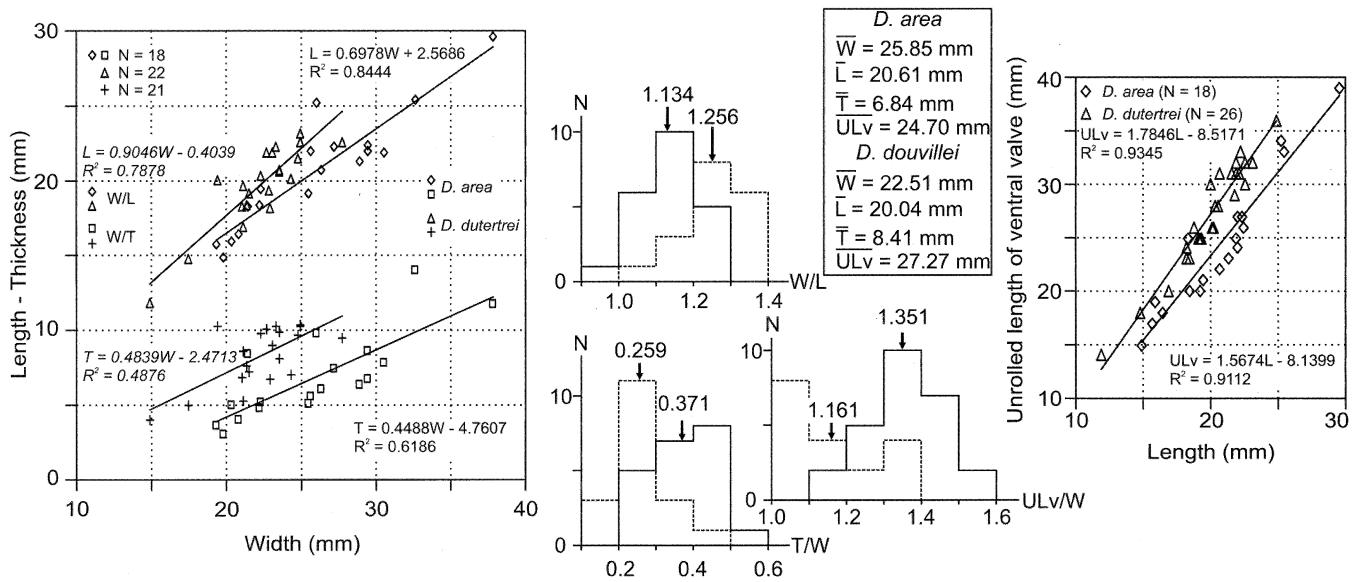 30
20
10
0
10
20
30
40
Length - Thickness (mm)
Width (mm)
N = 18
N = 22
N = 21
L = 0.6978W + 2.5686
R² = 0.8444
L = 0.9046W - 0.4039
R² = 0.7878
W/L
W/T
D. area
D. dutertrei
T = 0.4839W - 2.4713
R² = 0.4876
T = 0.4488W - 4.7607
R² = 0.6186
N
10
0
1.134
1.256
1.0
1.2
1.4
W/L
N
10
0
0.259
0.371
0.2
0.4
0.6
T/W
N
10
0
1.161
1.351
1.0
1.2
1.4
1.6
ULv/W
D. area
W̅ = 25.85 mm
L̅ = 20.61 mm
T̅ = 6.84 mm
U̅L̅v̅ = 24.70 mm
D. douvillei
W̅ = 22.51 mm
L̅ = 20.04 mm
T̅ = 8.41 mm
U̅L̅v̅ = 27.27 mm
Unrolled length of ventral valve (mm)
40
30
20
10
10
20
30
Length (mm)
D. area (N = 18)
D. dutertrei (N = 26)
ULv = 1.7846L - 8.5171
R² = 0.9345
ULv = 1.5674L - 8.1399
R² = 0.9112